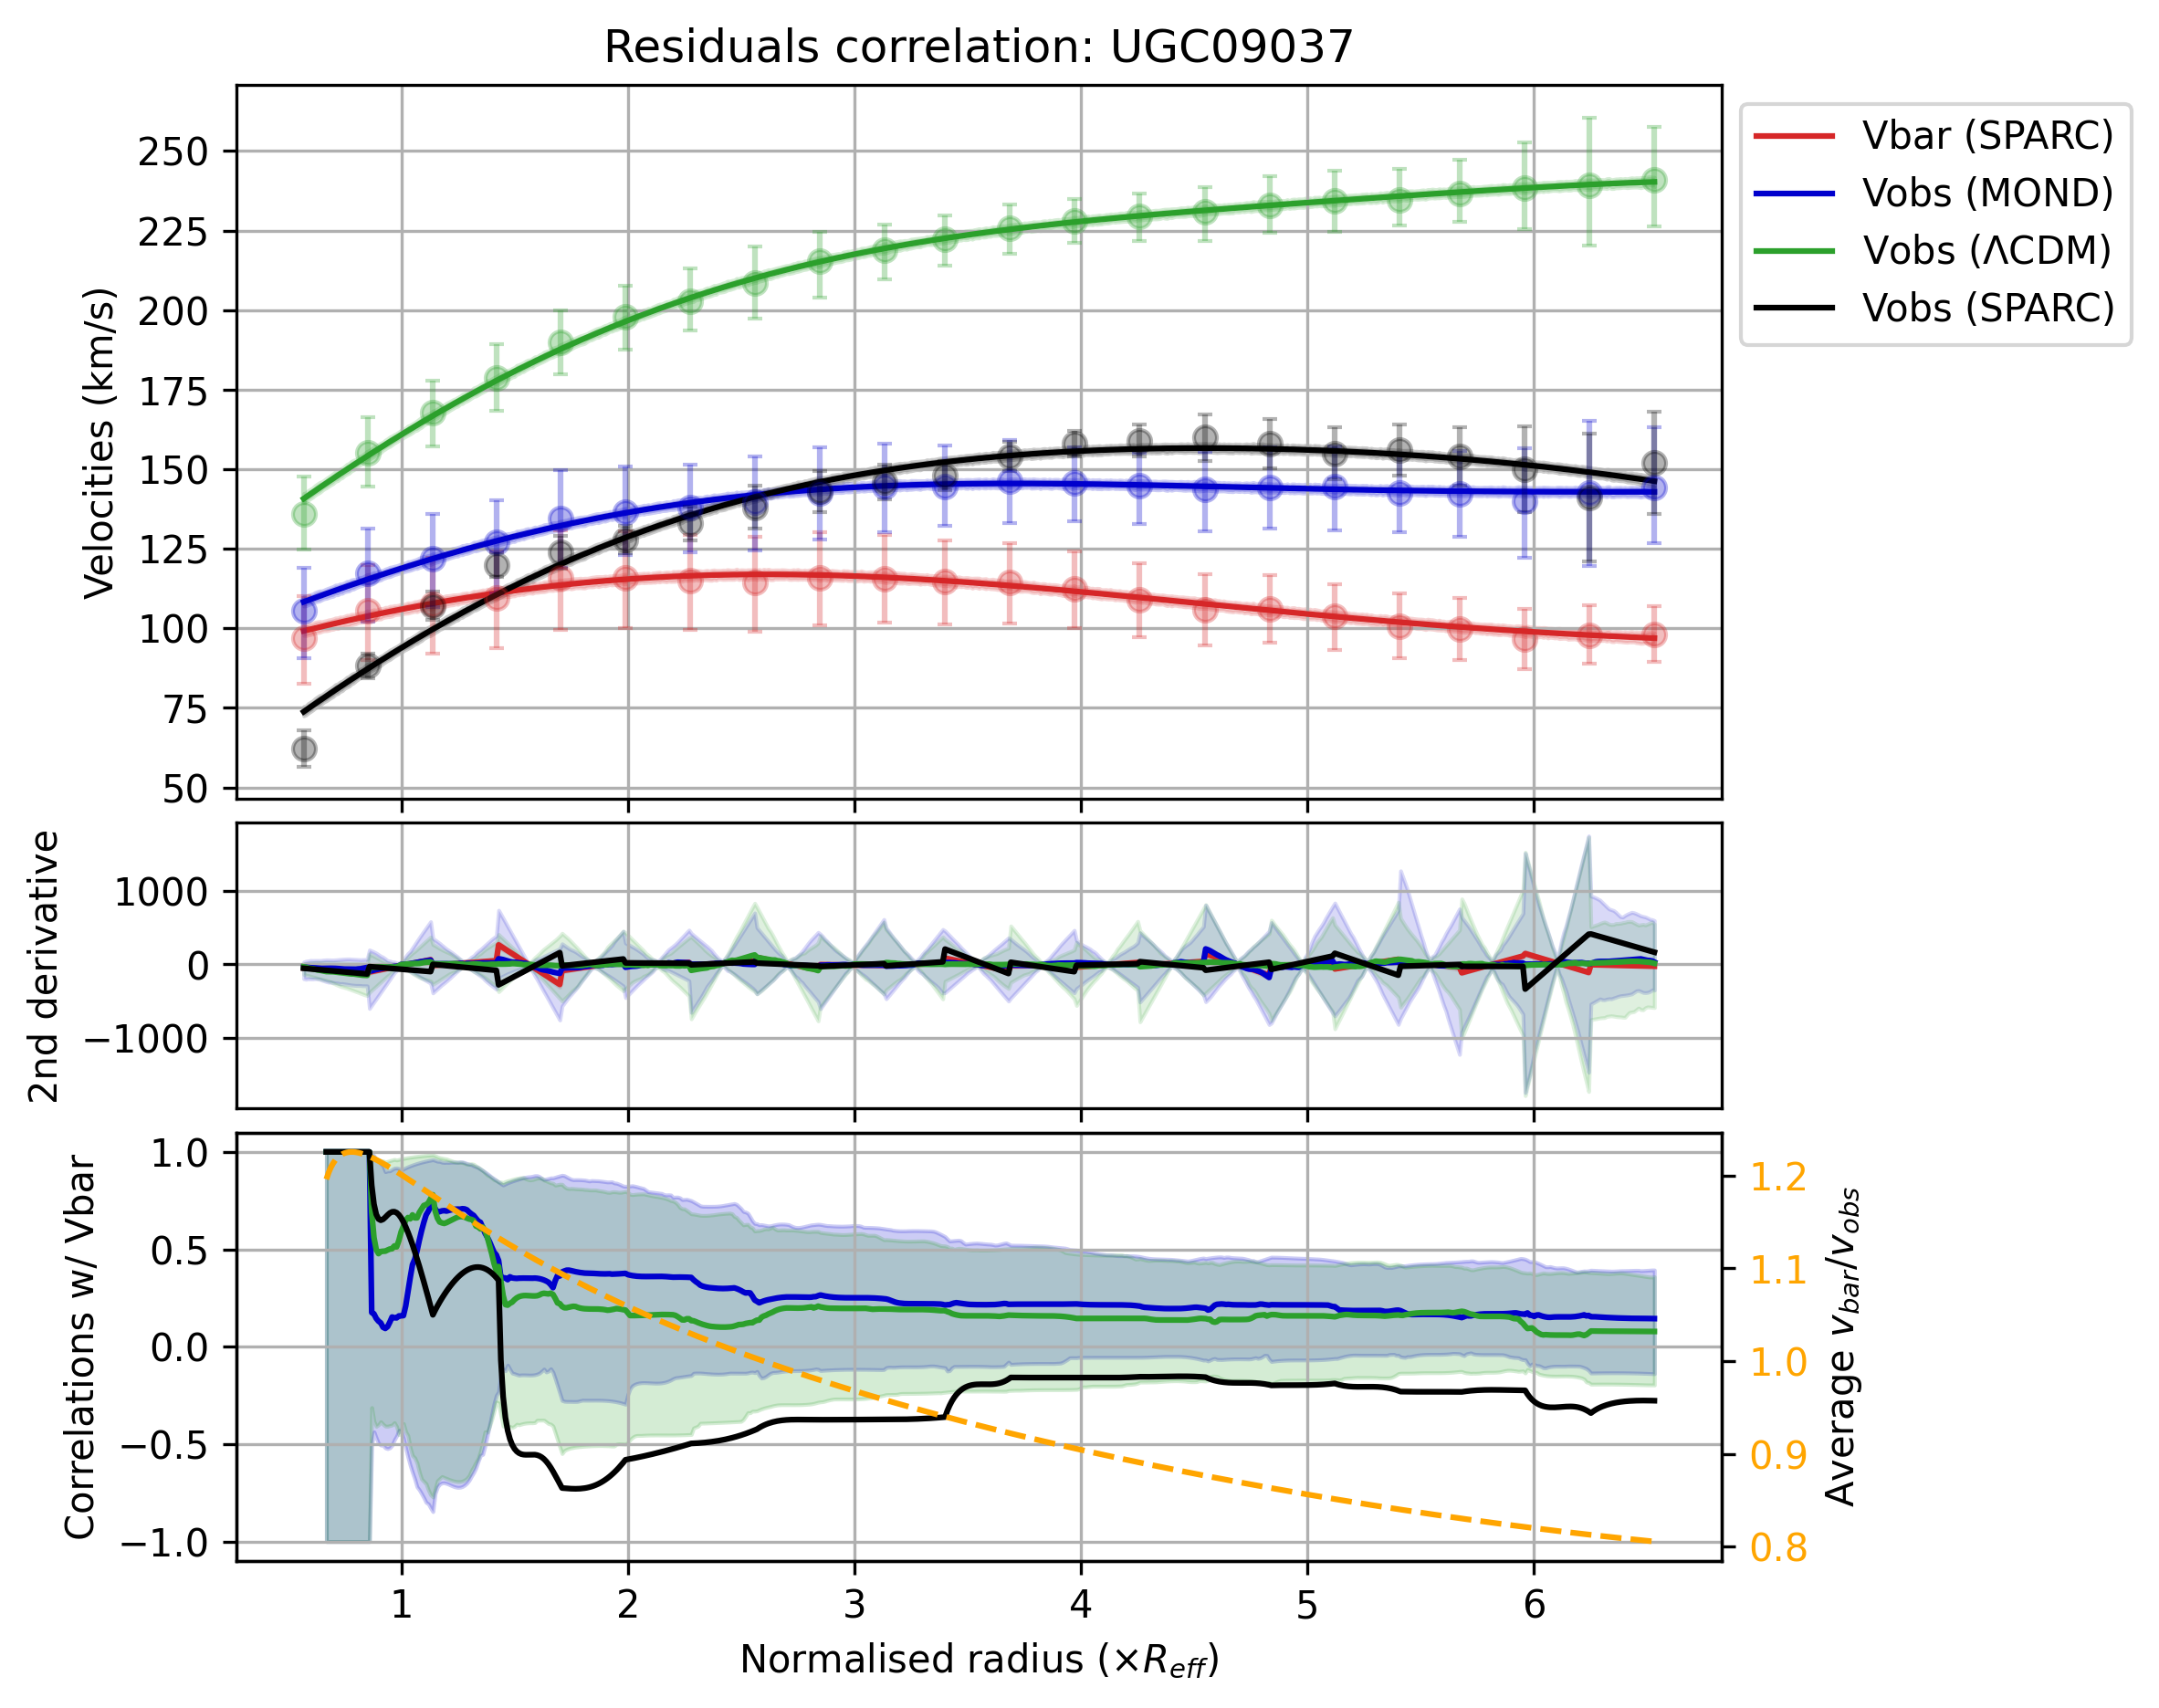 Residuals correlation: UGC09037
Velocities (km/s)
250
225
200
175
150
125
100
75
50
Vbar (SPARC)
Vobs (MOND)
Vobs (ΛCDM)
Vobs (SPARC)
2nd derivative
1000
0
−1000
Correlations w/ Vbar
1.0
0.5
0.0
−0.5
−1.0
1.2
1.1
1.0
0.9
0.8
Average v_bar/v_obs
1 2 3 4 5 6
Normalised radius (×R_eff)